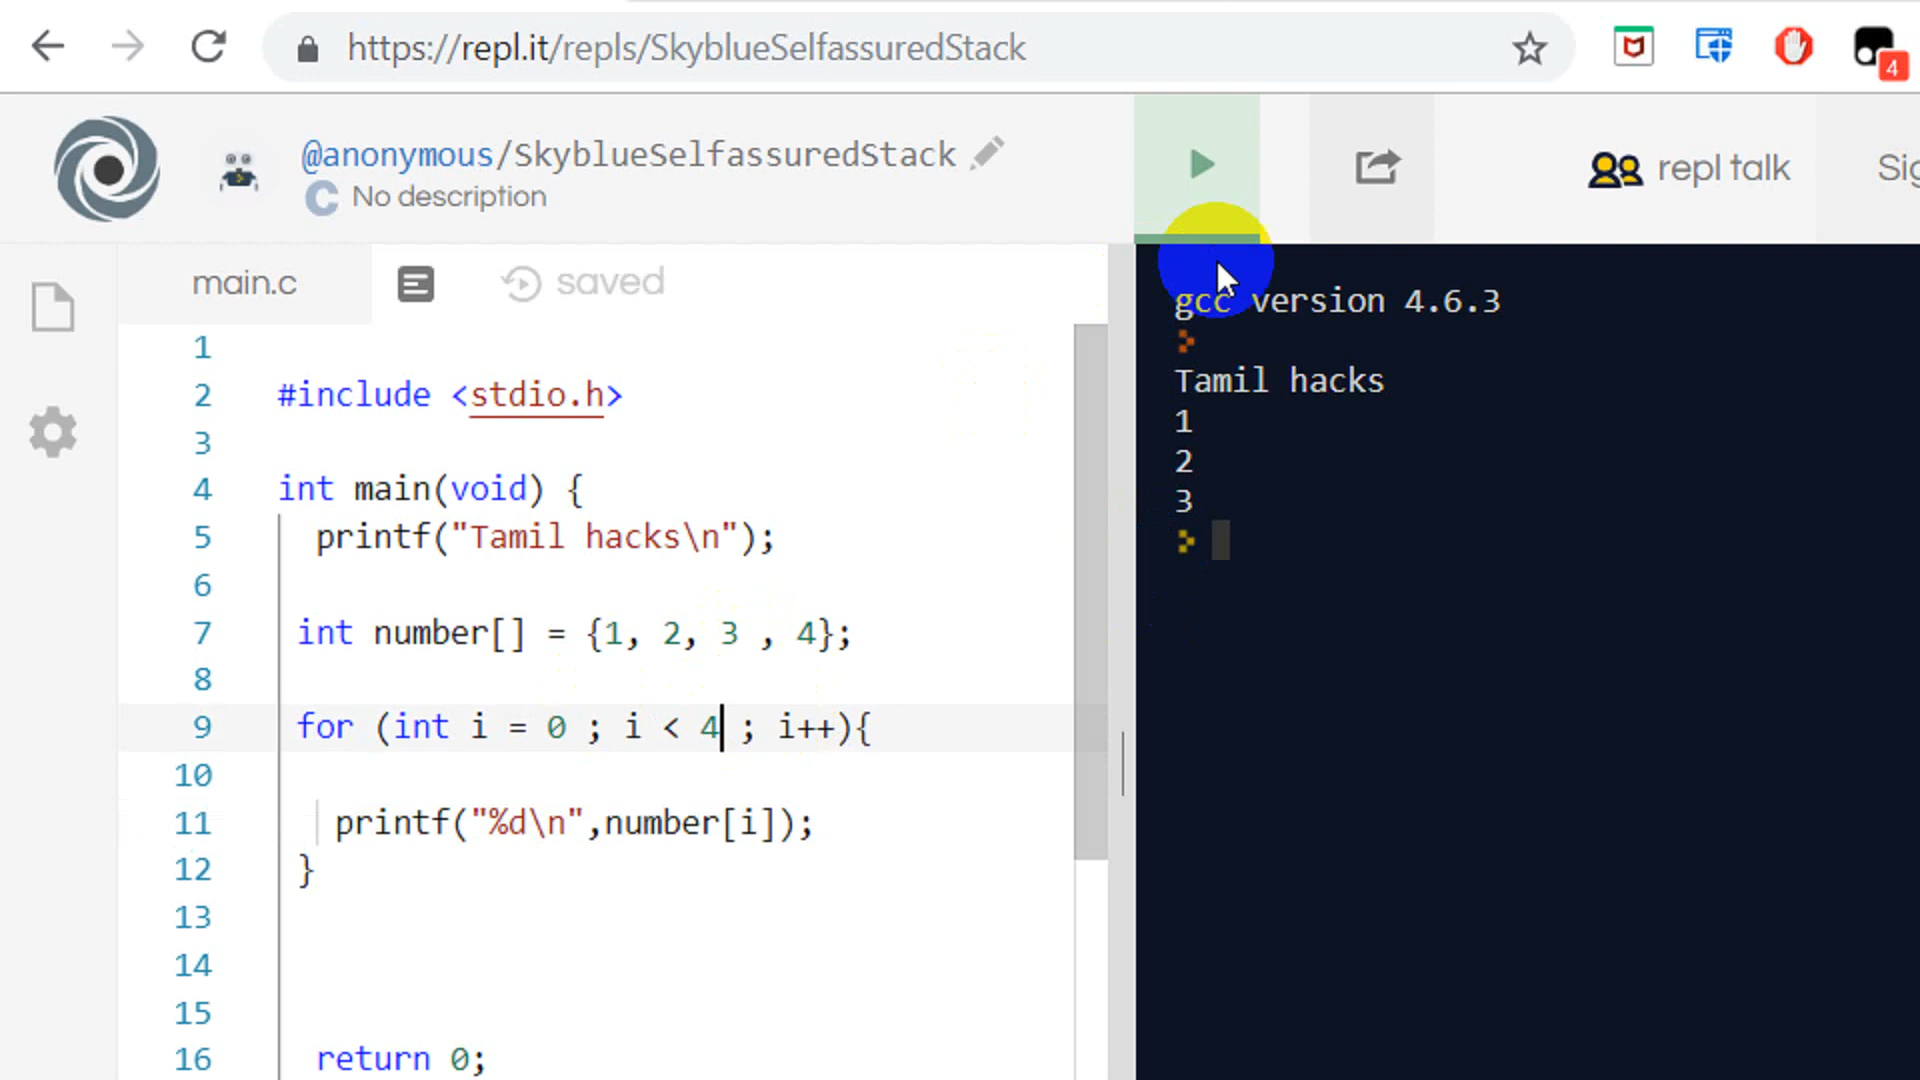 https://repl.it/repls/SkyblueSelfassuredStack
4
@anonymous/SkyblueSelfassuredStack
C No description
repl talk
main.c
saved
1
2 #include <stdio.h>
3
4 int main(void) {
5 printf("Tamil hacks\n");
6
7 int number[] = {1, 2, 3 , 4};
8
9 for (int i = 0 ; i < 4 ; i++){
10
11 printf("%d\n",number[i]);
12 }
13
14
15
16 return 0;
gcc version 4.6.3
Tamil hacks
1
2
3